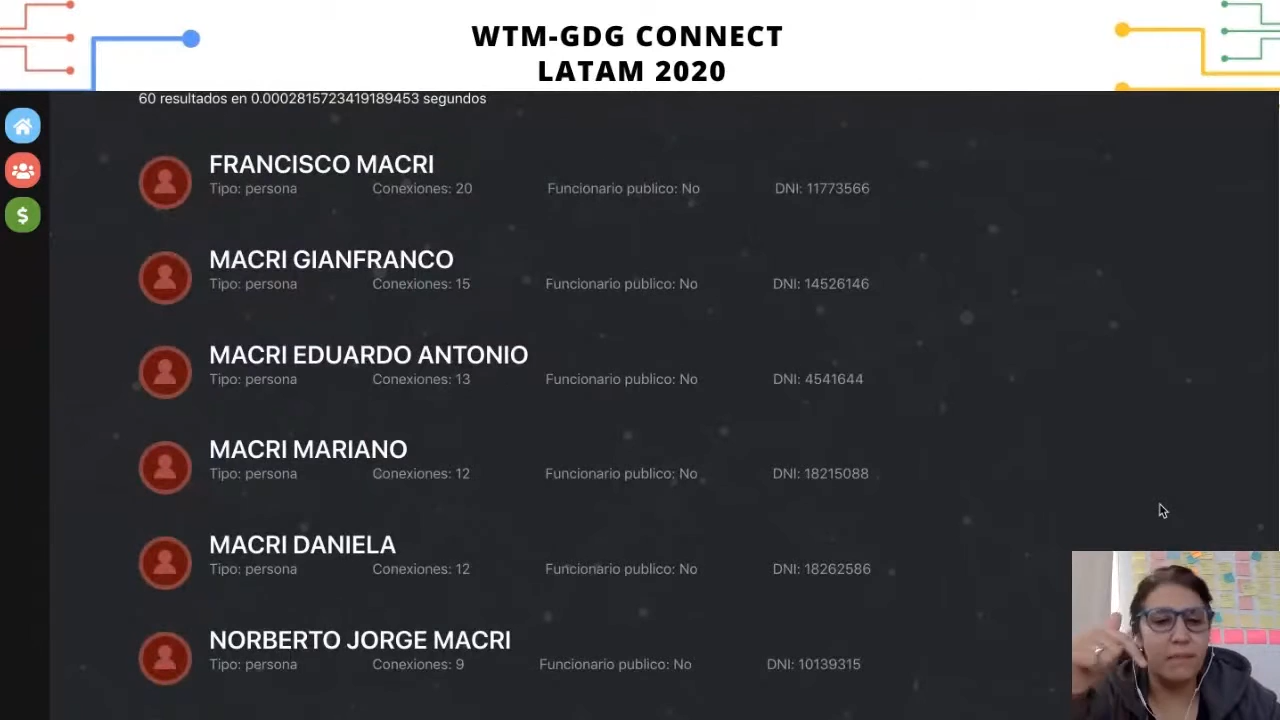 WTM-GDG CONNECT
LATAM 2020
60 resultados en 0.0002815723419189453 segundos
FRANCISCO MACRI
Tipo: persona Conexiones: 20 Funcionario publico: No DNI: 11773566
MACRI GIANFRANCO
Tipo: persona Conexiones: 15 Funcionario publico: No DNI: 14526146
MACRI EDUARDO ANTONIO
Tipo: persona Conexiones: 13 Funcionario publico: No DNI: 4541644
MACRI MARIANO
Tipo: persona Conexiones: 12 Funcionario publico: No DNI: 18215088
MACRI DANIELA
Tipo: persona Conexiones: 12 Funcionario publico: No DNI: 18262586
NORBERTO JORGE MACRI
Tipo: persona Conexiones: 9 Funcionario publico: No DNI: 10139315